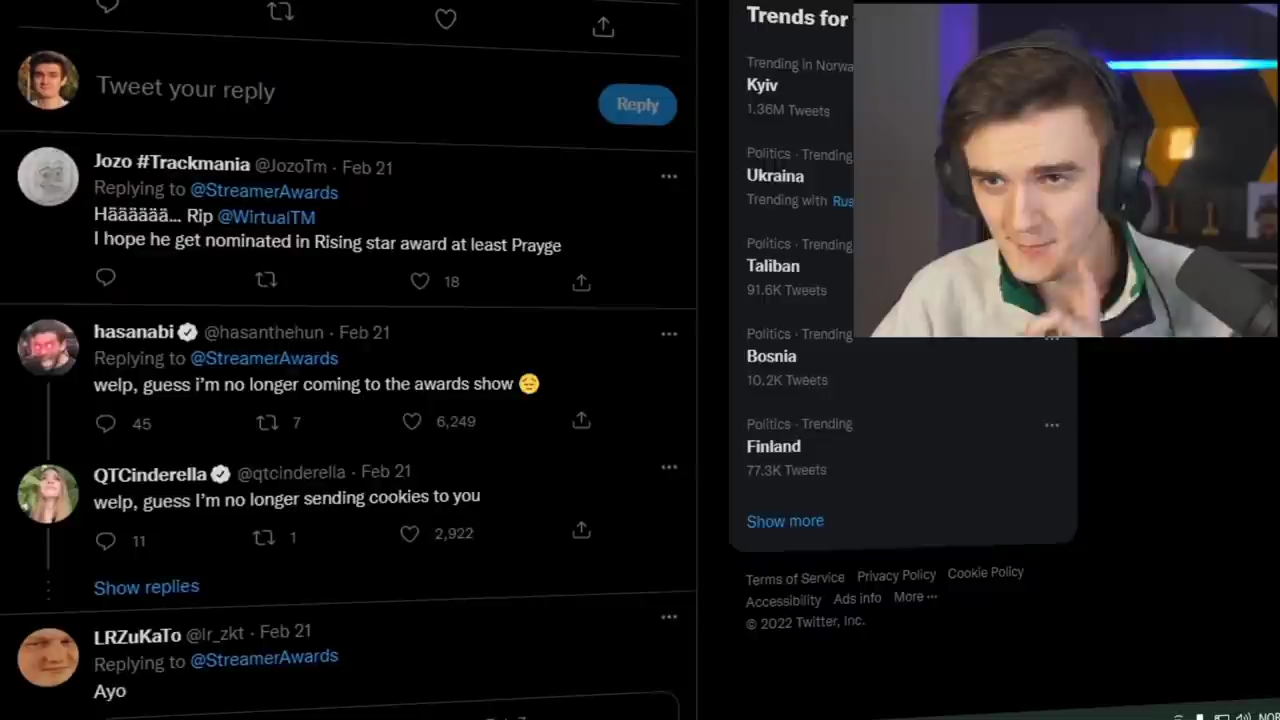 Tweet your reply
Reply
Jozo #Trackmania @JozoTm · Feb 21
Replying to @StreamerAwards
Hääääää... Rip @WirtualTM
I hope he get nominated in Rising star award at least Prayge
18
hasanabi @hasanthehun · Feb 21
Replying to @StreamerAwards
welp, guess i'm no longer coming to the awards show 😔
45
7
6,249
QTCinderella @qtcinderella · Feb 21
welp, guess I'm no longer sending cookies to you
11
1
2,922
Show replies
LRZuKaTo @lr_zkt · Feb 21
Replying to @StreamerAwards
Ayo
Trends for
Trending in Norwa
Kyiv
1.36M Tweets
Politics · Trending
Ukraina
Trending with Rus
Politics · Trending
Taliban
91.6K Tweets
Politics · Trending
Bosnia
10.2K Tweets
Politics · Trending
Finland
77.3K Tweets
Show more
Terms of Service Privacy Policy Cookie Policy
Accessibility Ads info More ···
© 2022 Twitter, Inc.